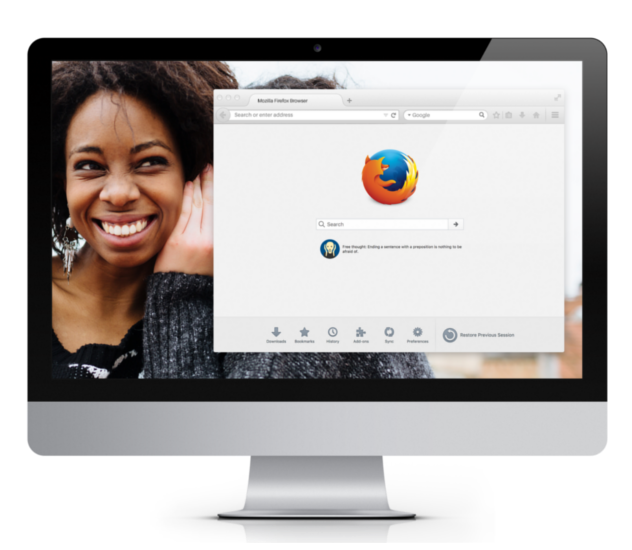 Mozilla Firefox Browser
Search or enter address
Google
Search
Free thought: Ending a sentence with a preposition is nothing to be
afraid of.
Downloads
Bookmarks
History
Add-ons
Sync
Preferences
Restore Previous Session